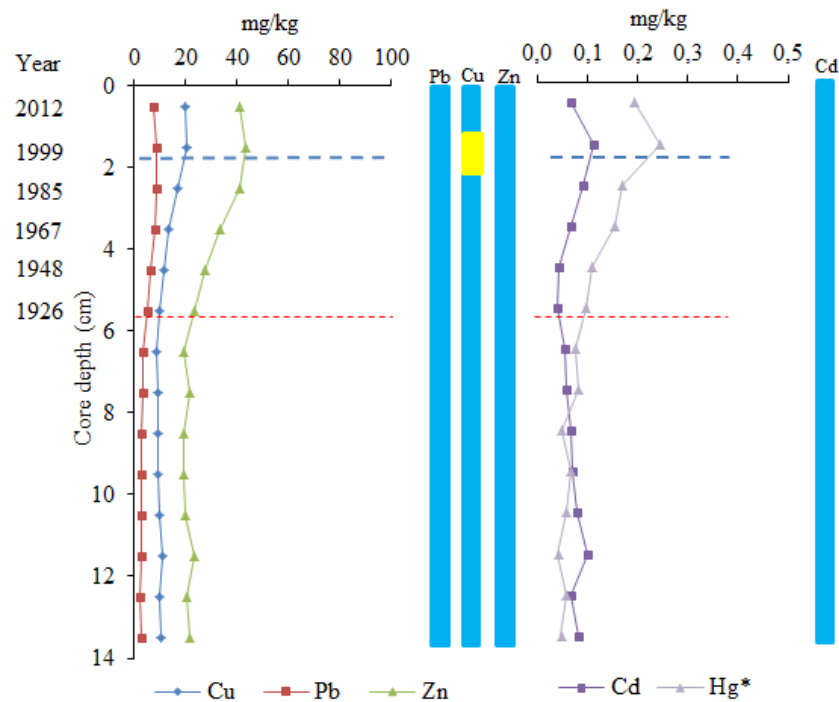 mg/kg
mg/kg
0 20 40 60 80 100
0,0 0,1 0,2 0,3 0,4 0,5
Pb Cu Zn
Cd
Year
0
2012
1999
2
1985
1967
4
1948
1926
6
8
10
12
14
Core depth (cm)
Cu Pb Zn
Cd Hg*